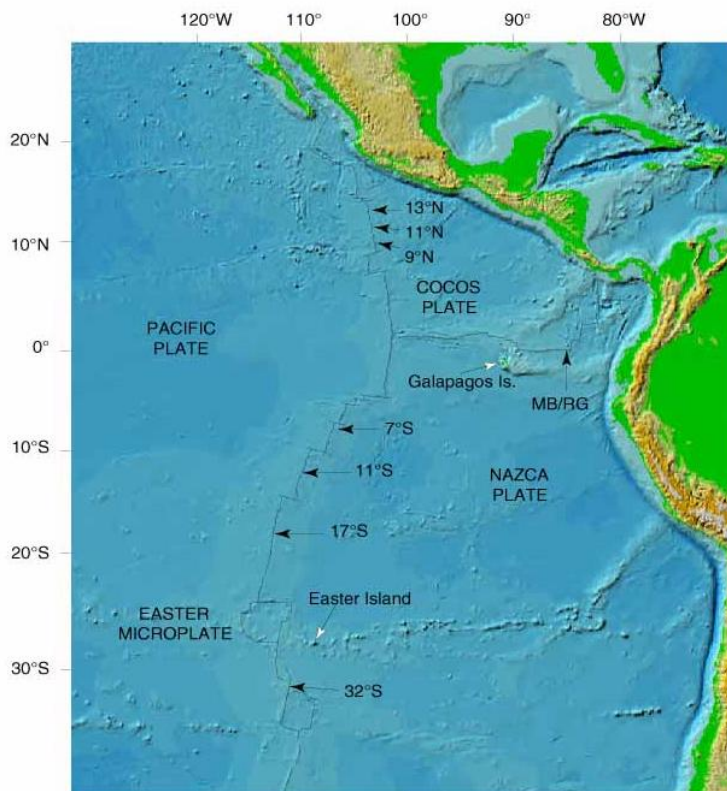 120°W 110°W 100°W 90°W 80°W
20°N
13°N
11°N
10°N
9°N
COCOS
PLATE
PACIFIC
PLATE
0°
Galapagos Is.
MB/RG
7°S
10°S
11°S
NAZCA
PLATE
17°S
20°S
Easter Island
EASTER
MICROPLATE
30°S
32°S